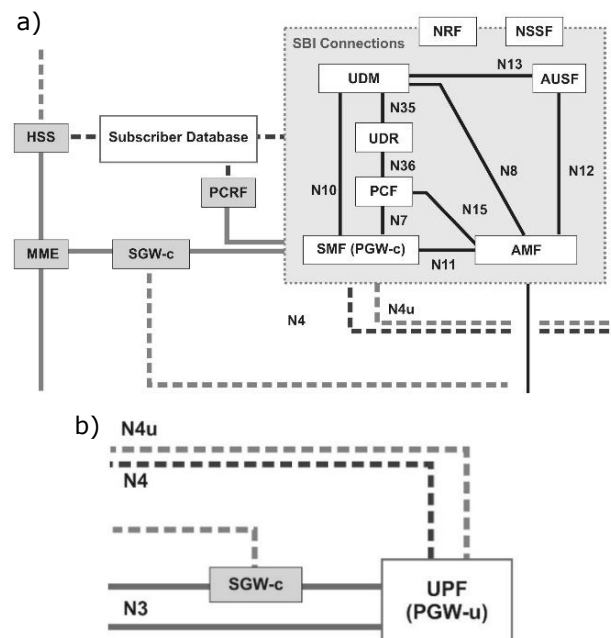 a)
SBI Connections
NRF
NSSF
N13
UDM
AUSF
N35
HSS
Subscriber Database
UDR
N36
N8
N12
PCRF
N10
PCF
N15
N7
MME
SGW-c
SMF (PGW-c)
N11
AMF
N4
N4u
b)
N4u
N4
SGW-c
N3
UPF
(PGW-u)